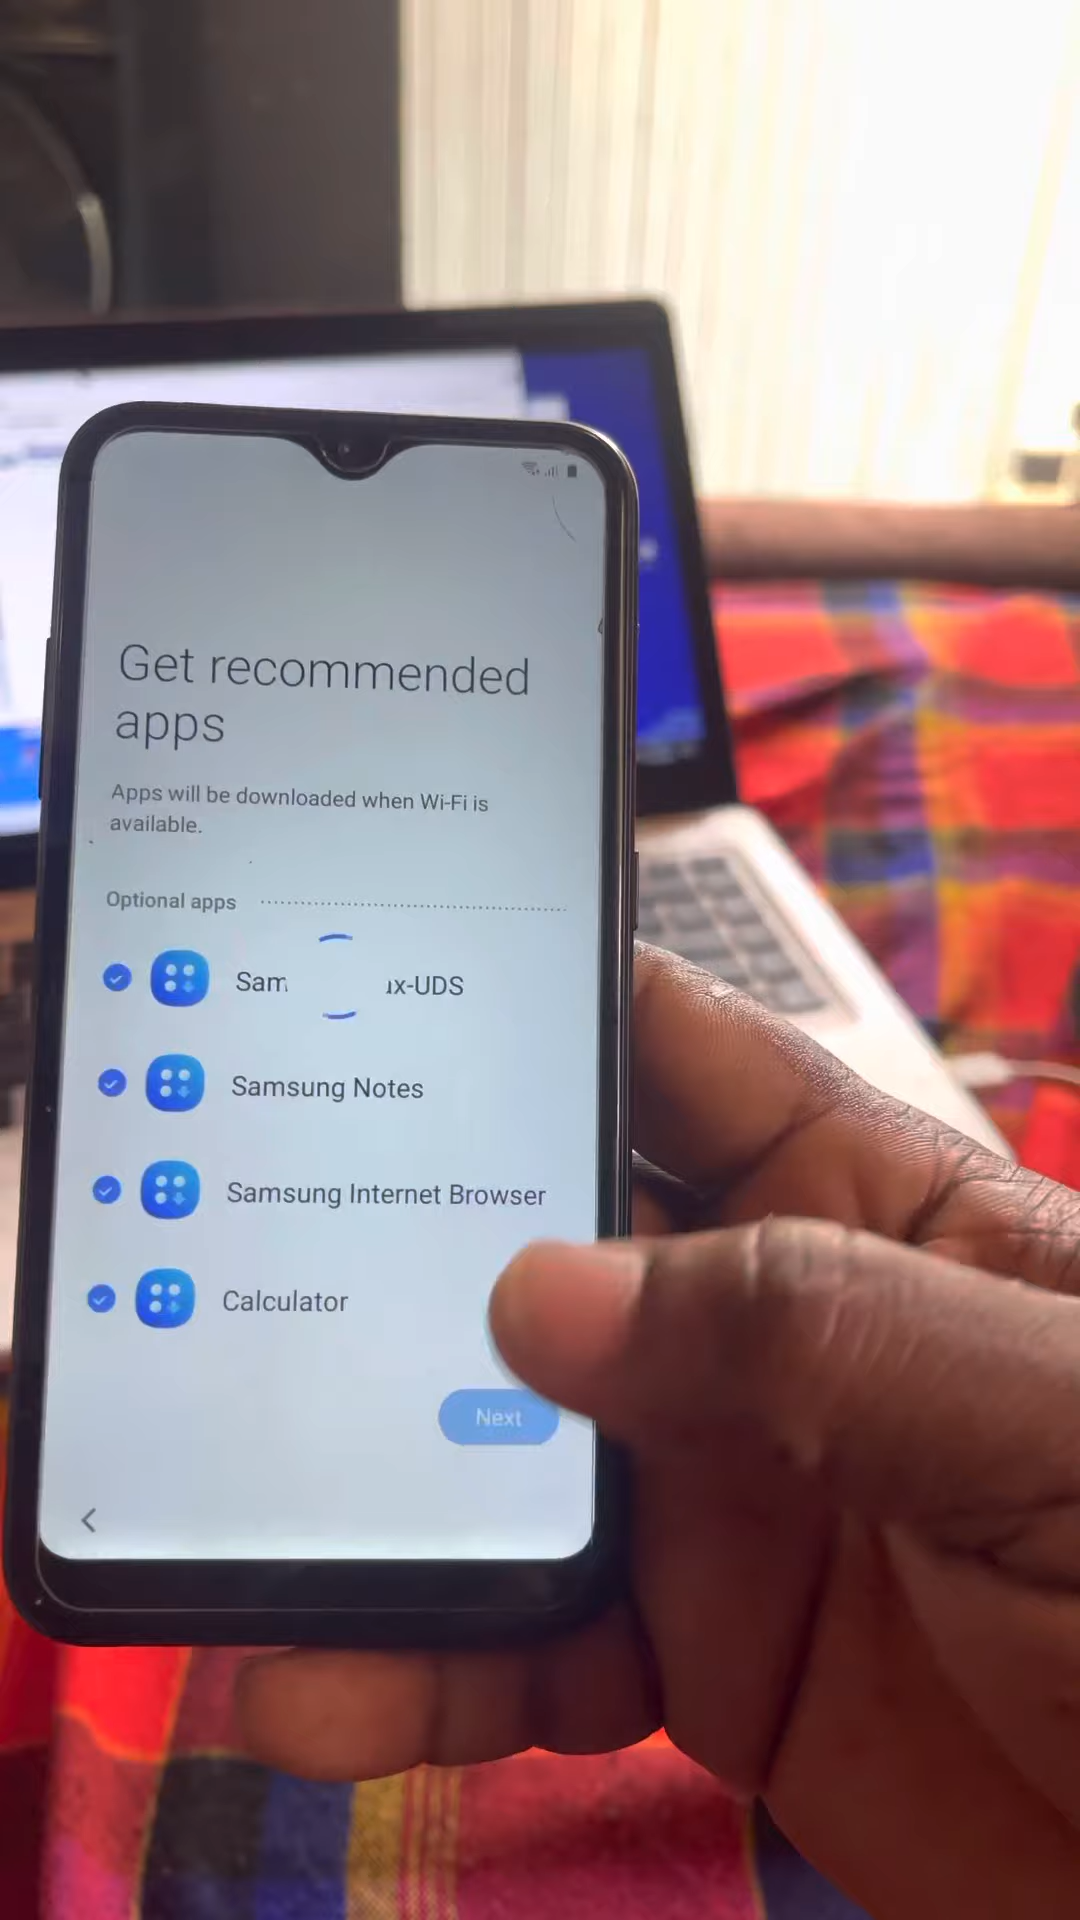 Get recommended
apps
Apps will be downloaded when Wi-Fi is
available.
Optional apps
Sam ax-UDS
Samsung Notes
Samsung Internet Browser
Calculator
Next